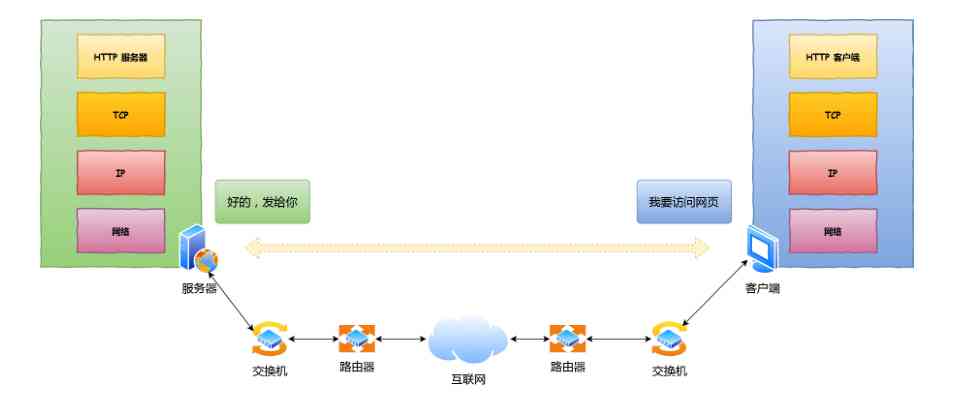 HTTP 服务器
TCP
IP
网络
服务器
好的，发给你
我要访问网页
HTTP 客户端
TCP
IP
网络
客户端
交换机
路由器
互联网
路由器
交换机